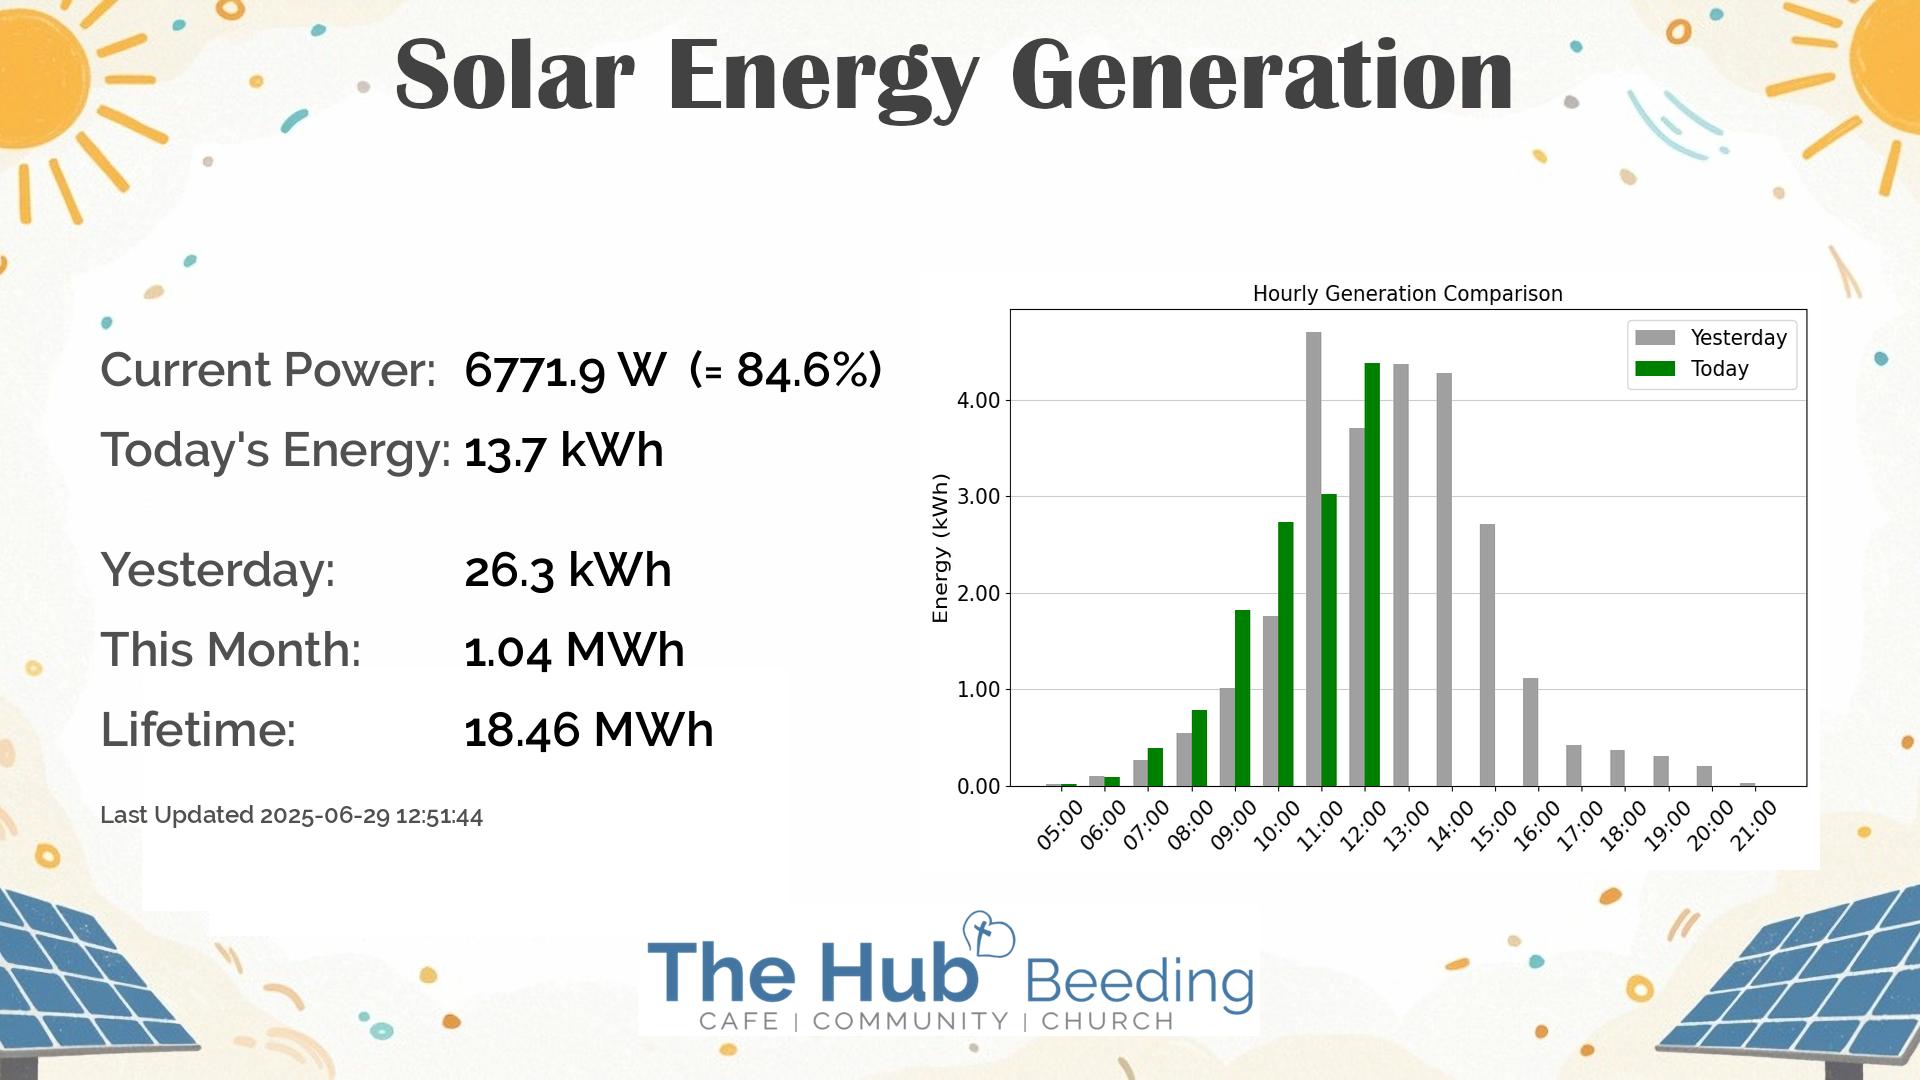 Solar Energy Generation
Current Power: 6771.9 W (= 84.6%)
Today's Energy: 13.7 kWh
Yesterday: 26.3 kWh
This Month: 1.04 MWh
Lifetime: 18.46 MWh
Last Updated 2025-06-29 12:51:44
Hourly Generation Comparison
Yesterday
Today
Energy (kWh)
4.00
3.00
2.00
1.00
0.00
05:00 06:00 07:00 08:00 09:00 10:00 11:00 12:00 13:00 14:00 15:00 16:00 17:00 18:00 19:00 20:00 21:00
The Hub Beeding
CAFE | COMMUNITY | CHURCH